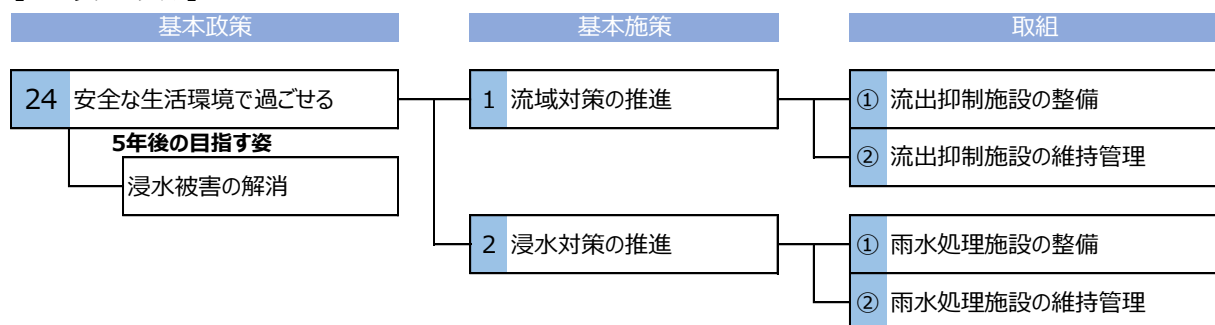 基本政策
基本施策
取組
24 安全な生活環境で過ごせる
5年後の目指す姿
浸水被害の解消
1 流域対策の推進
① 流出抑制施設の整備
② 流出抑制施設の維持管理
2 浸水対策の推進
① 雨水処理施設の整備
② 雨水処理施設の維持管理